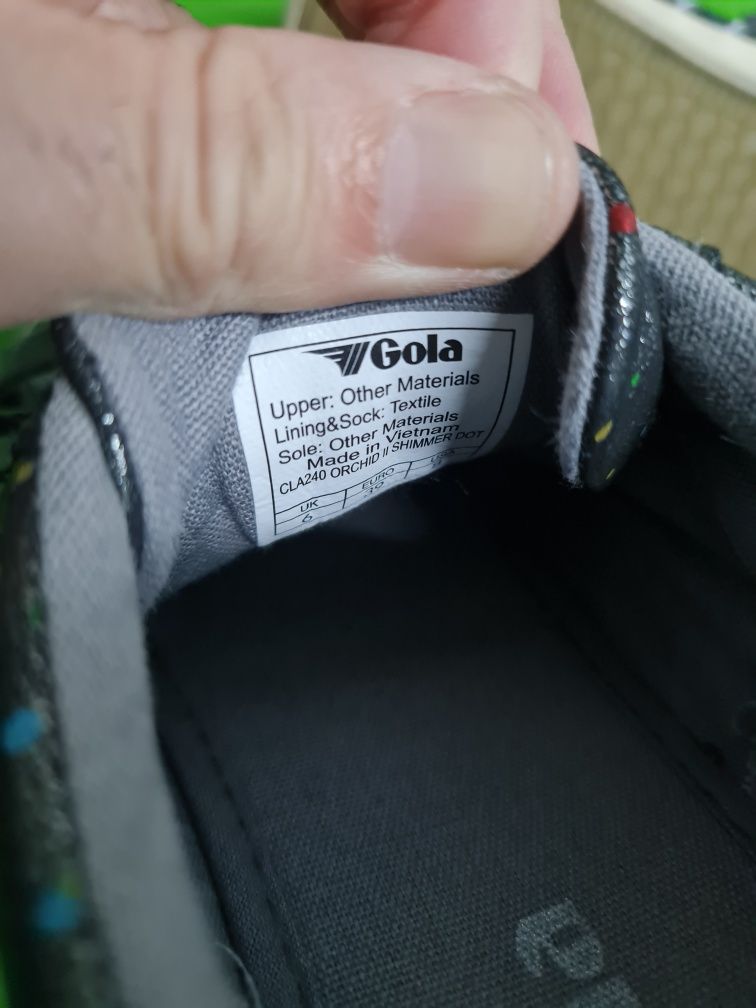 Gola
Upper: Other Materials
Lining&Sock: Textile
Sole: Other Materials
Made in Vietnam
CLA240 ORCHID II SHIMMER DOT
UK EURO USA
6 39